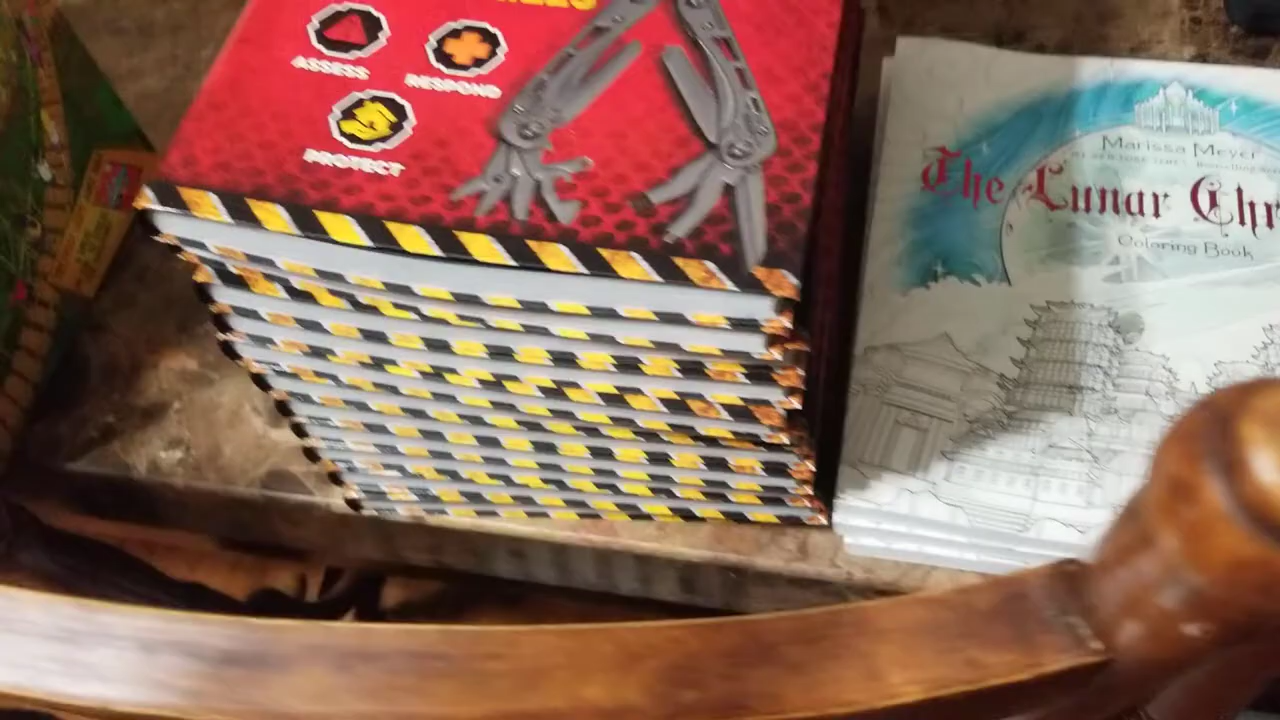 ASSESS
RESPOND
PROTECT
Marissa Meyer
The Lunar Chr
Coloring Book